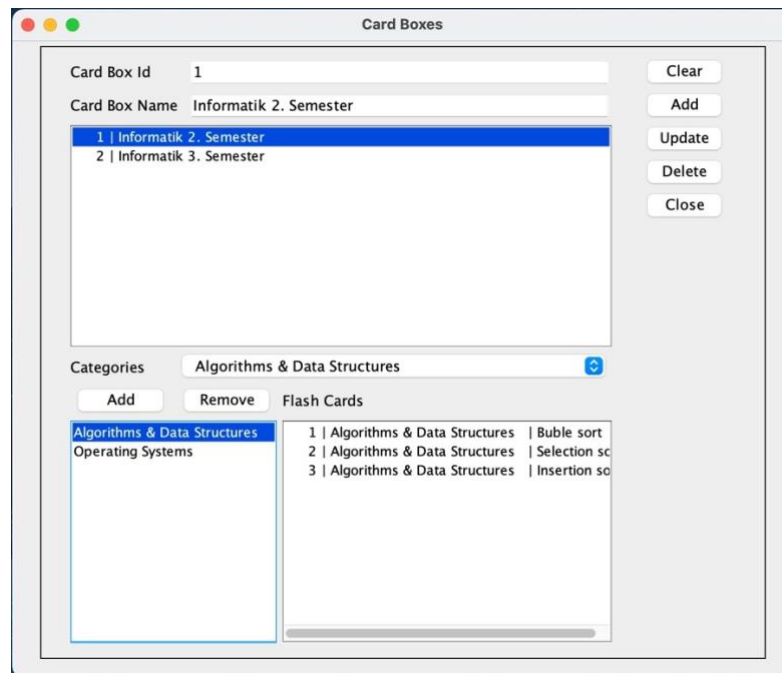 Card Boxes
Card Box Id 1 Clear
Card Box Name Informatik 2. Semester Add
1 | Informatik 2. Semester Update
2 | Informatik 3. Semester
Delete
Close
Categories Algorithms & Data Structures
Add Remove Flash Cards
Algorithms & Data Structures 1 | Algorithms & Data Structures | Buble sort
Operating Systems 2 | Algorithms & Data Structures | Selection so
3 | Algorithms & Data Structures | Insertion so